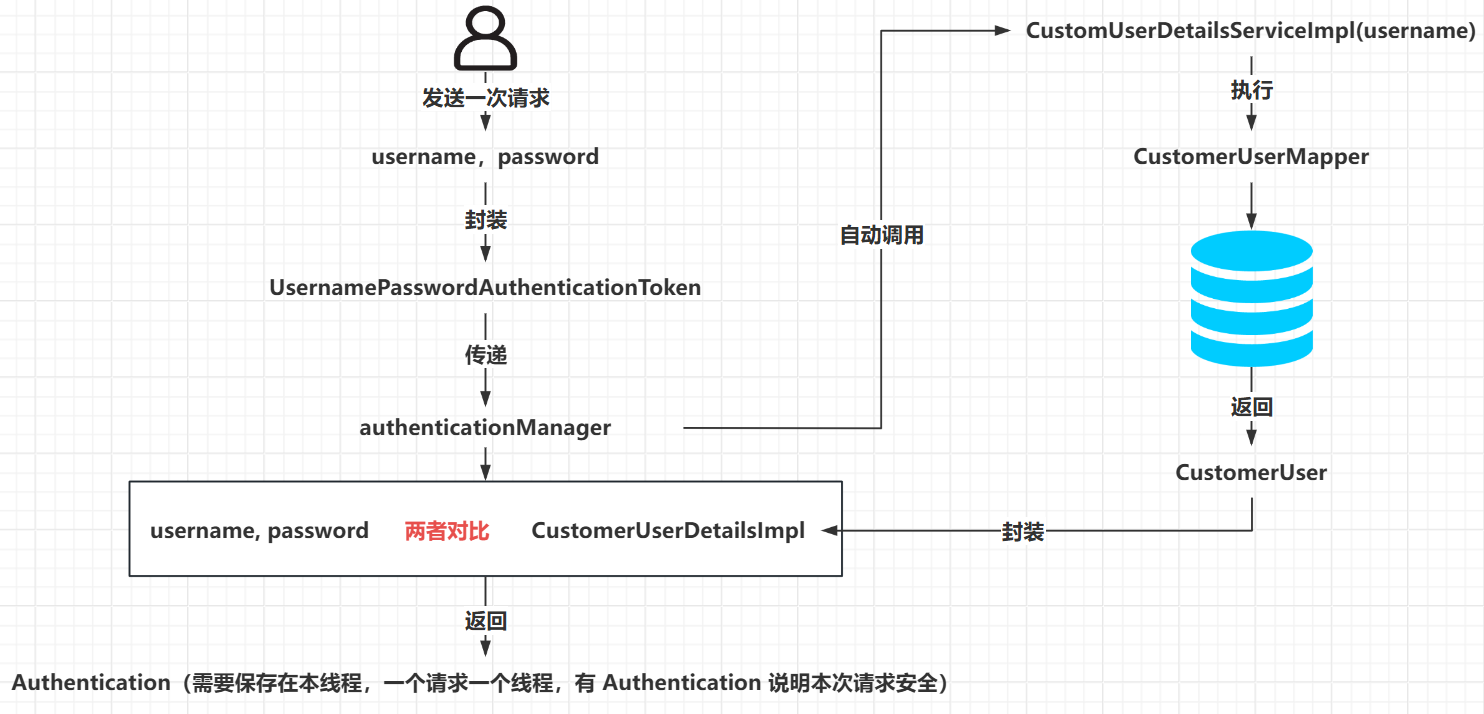 发送一次请求
username，password
封装
UsernamePasswordAuthenticationToken
传递
authenticationManager
自动调用
CustomUserDetailsServiceImpl(username)
执行
CustomerUserMapper
返回
CustomerUser
封装
username, password 两者对比 CustomerUserDetailsImpl
返回
Authentication（需要保存在本线程，一个请求一个线程，有 Authentication 说明本次请求安全）